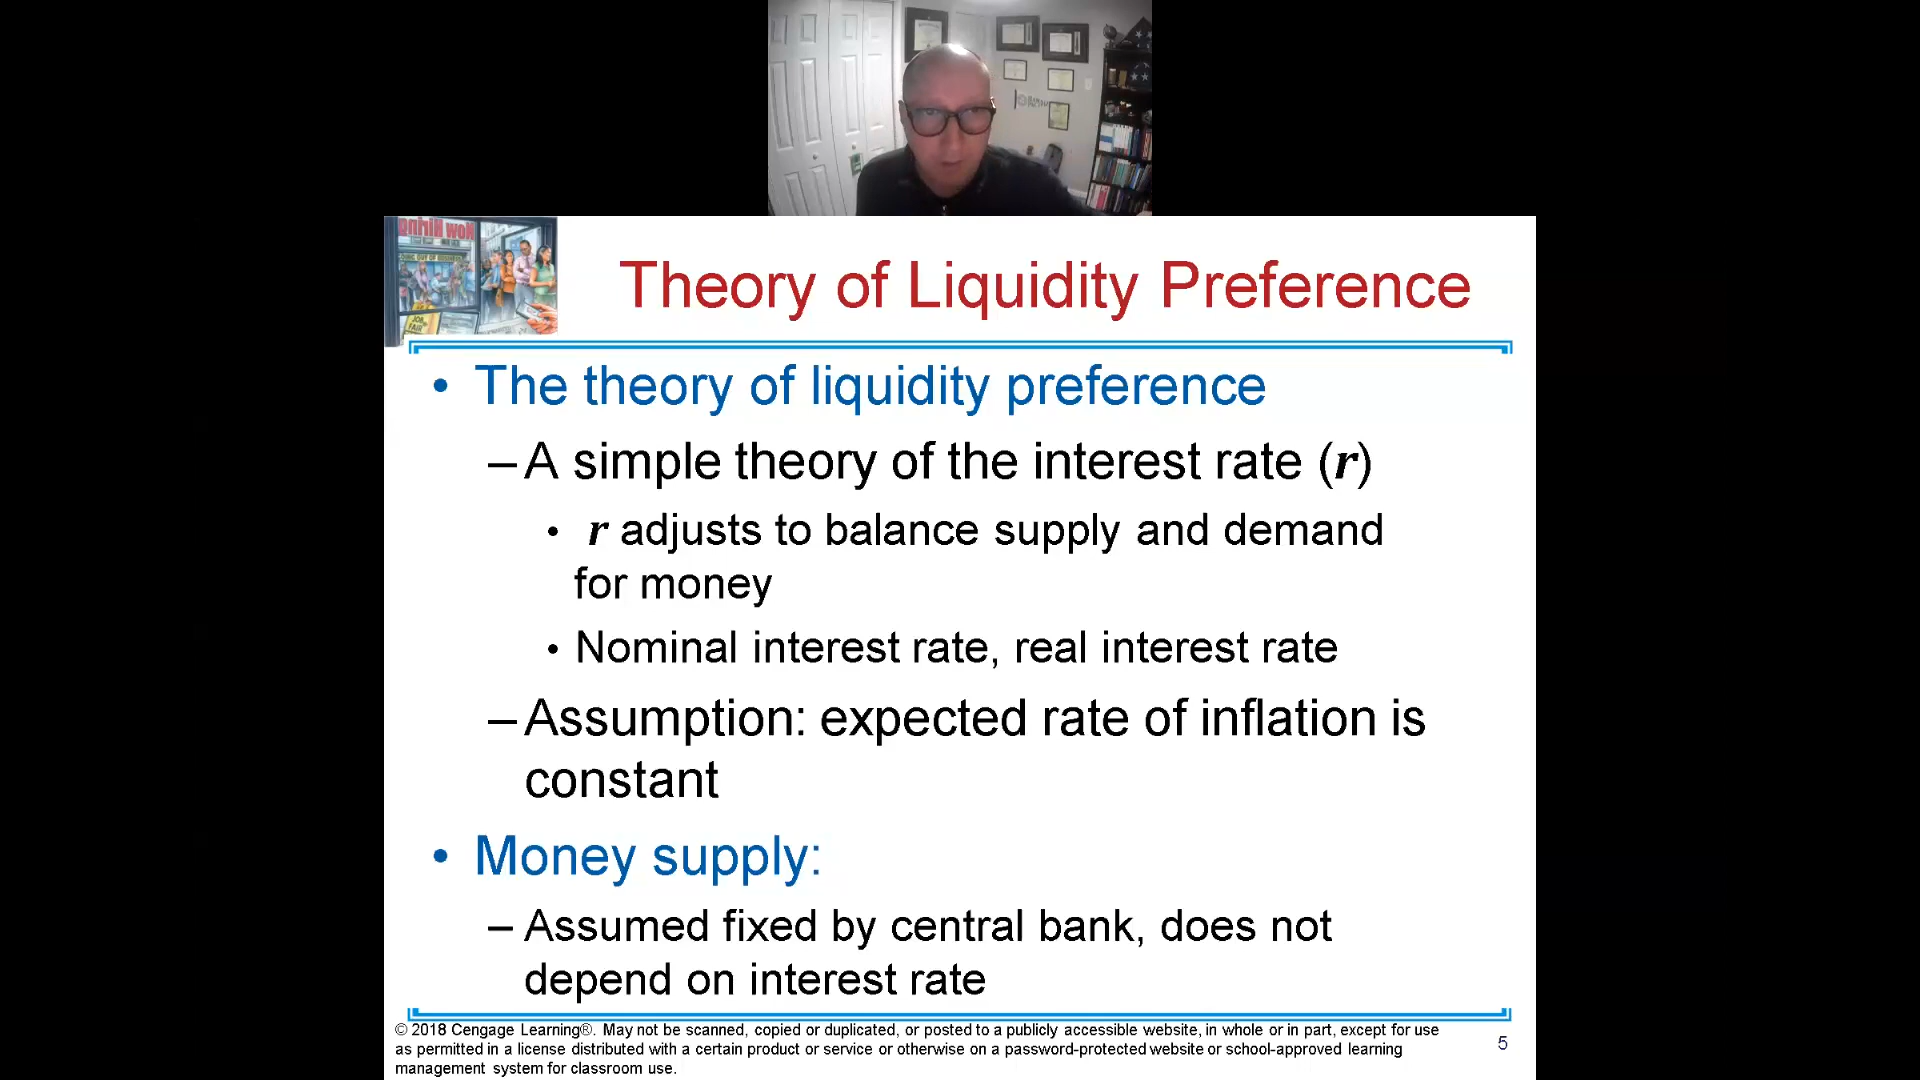 Now Hiring
JOB
FAIR
Theory of Liquidity Preference
• The theory of liquidity preference
–A simple theory of the interest rate (r)
• r adjusts to balance supply and demand
for money
• Nominal interest rate, real interest rate
–Assumption: expected rate of inflation is
constant
• Money supply:
– Assumed fixed by central bank, does not
depend on interest rate
© 2018 Cengage Learning®. May not be scanned, copied or duplicated, or posted to a publicly accessible website, in whole or in part, except for use
as permitted in a license distributed with a certain product or service or otherwise on a password-protected website or school-approved learning
management system for classroom use.
5